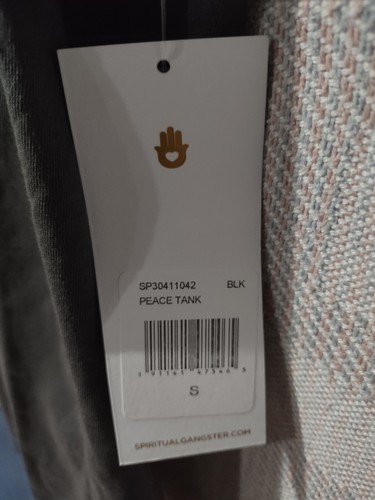 SP30411042 BLK
PEACE TANK
S
SPIRITUALGANGSTER.COM